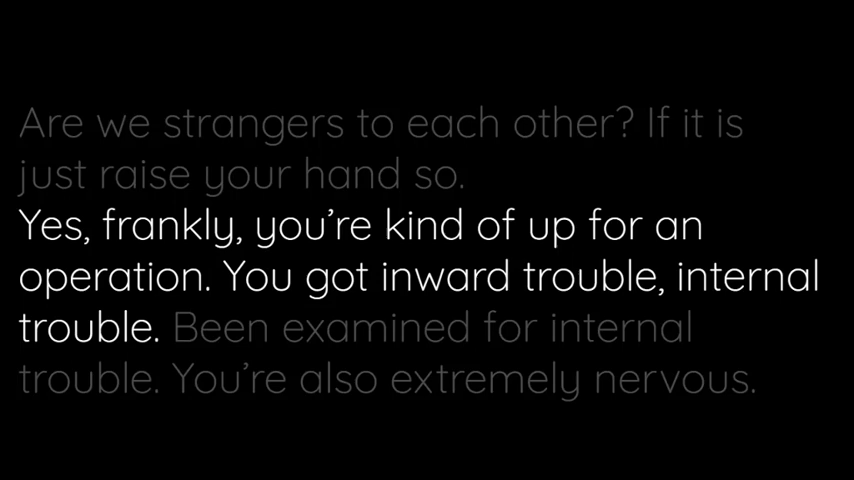 Are we strangers to each other? If it is
just raise your hand so.
Yes, frankly, you’re kind of up for an
operation. You got inward trouble, internal
trouble. Been examined for internal
trouble. You’re also extremely nervous.